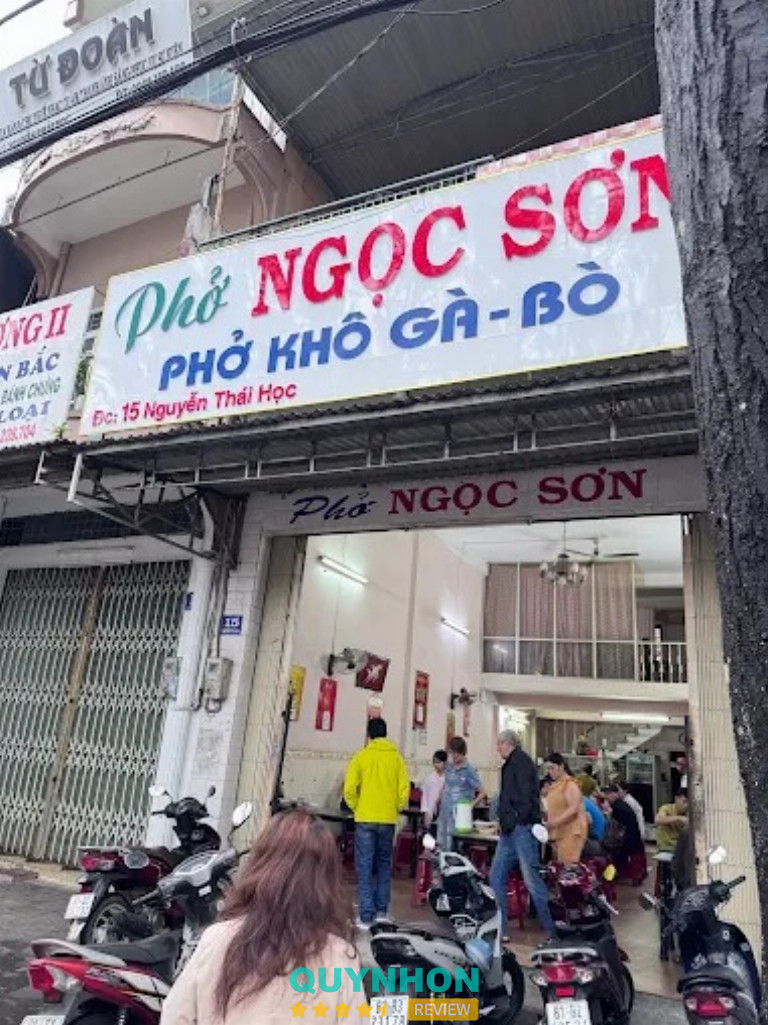 TỪ ĐOÀN
Phở NGỌC SƠN
PHỞ KHÔ GÀ - BÒ
Đc: 15 Nguyễn Thái Học
NG II
N BẮC
BÁNH CHƯNG
LOẠI
Phở NGỌC SƠN
15
QUYNHON
REVIEW